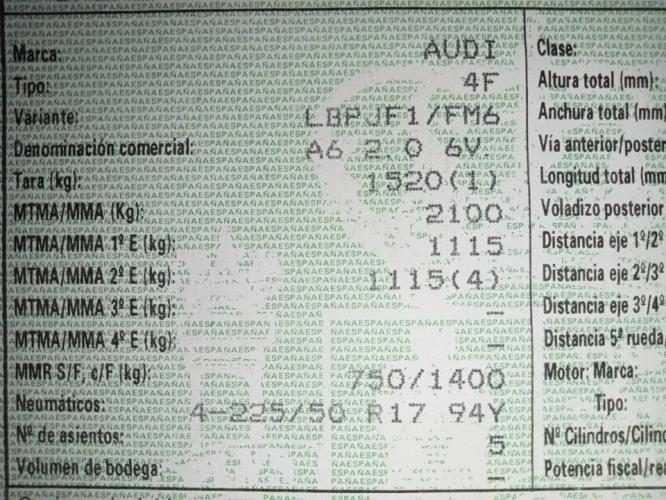 Marca: AUDI
Tipo: 4F
Variante: LBPJF1/FM6
Denominación comercial: A6 2.0 6V.
Tara (kg): 1520(1)
MTMA/MMA (Kg): 2100
MTMA/MMA 1º E (kg): 1115
MTMA/MMA 2º E (kg): 1115(4)
MTMA/MMA 3º E (kg): –
MTMA/MMA 4º E (kg): –
MMR S/F, c/F (kg): 750/1400
Neumáticos: 4-225/50 R17 94Y
Nº de asientos: 5
Volumen de bodega: –
Clase:
Altura total (mm):
Anchura total (mm)
Vía anterior/poster
Longitud total (mm
Voladizo posterior
Distancia eje 1º/2º
Distancia eje 2º/3º
Distancia eje 3º/4º
Distancia 5ª rueda,
Motor: Marca:
Tipo:
Nº Cilindros/Cilind
Potencia fiscal/rea